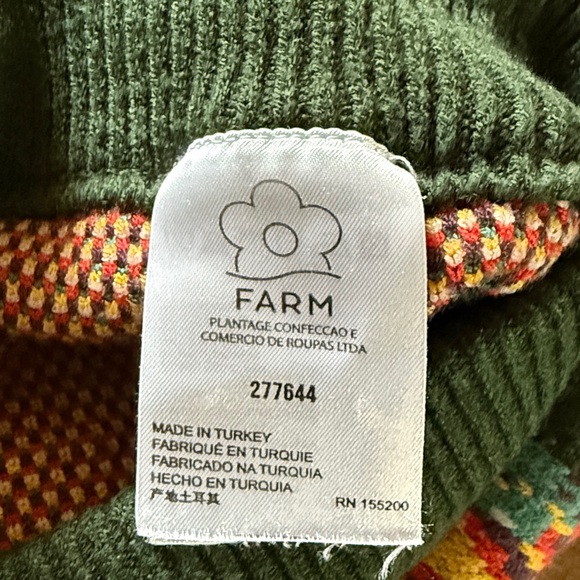 FARM
PLANTAGE CONFECCAO E
COMERCIO DE ROUPAS LTDA
277644
MADE IN TURKEY
FABRIQUÉ EN TURQUIE
FABRICADO NA TURQUIA
HECHO EN TURQUIA
产地土耳其
RN 155200